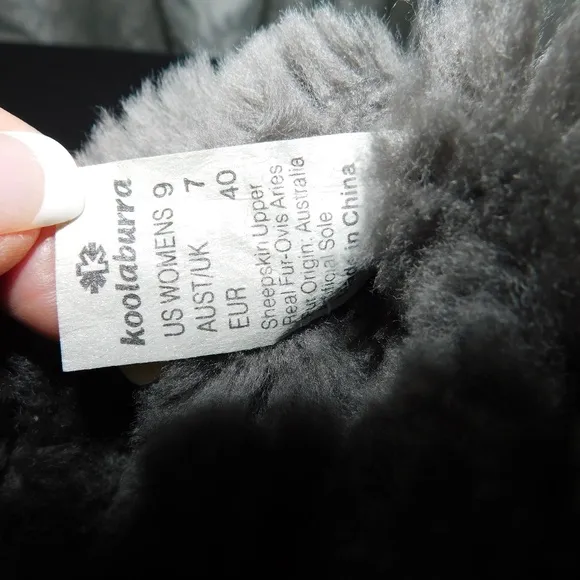 koolaburra
US WOMENS 9
AUST/UK 7
EUR 40
Sheepskin Upper
Real Fur-Ovis Aries
Fur Origin: Australia
Sole
in China